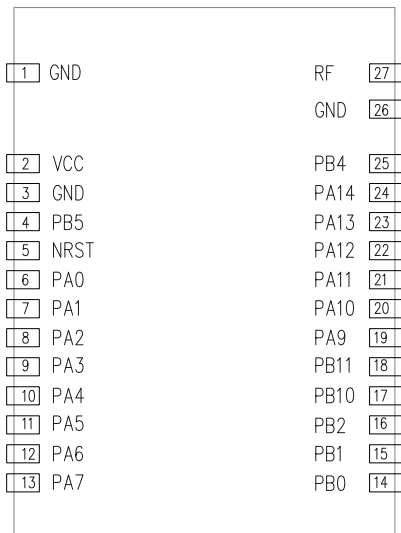 1 GND RF 27
GND 26
2 VCC PB4 25
3 GND PA14 24
4 PB5 PA13 23
5 NRST PA12 22
6 PA0 PA11 21
7 PA1 PA10 20
8 PA2 PA9 19
9 PA3 PB11 18
10 PA4 PB10 17
11 PA5 PB2 16
12 PA6 PB1 15
13 PA7 PB0 14